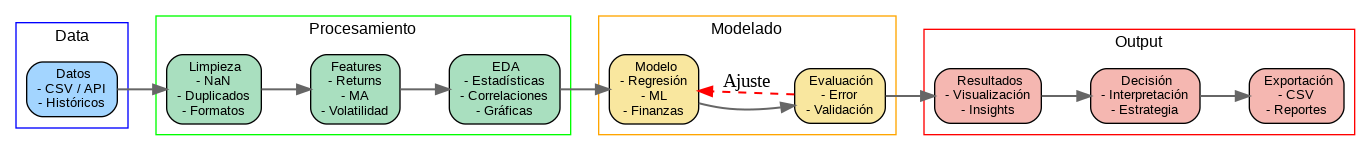 Data
Datos
- CSV / API
- Históricos
Procesamiento
Limpieza
- NaN
- Duplicados
- Formatos
Features
- Returns
- MA
- Volatilidad
EDA
- Estadísticas
- Correlaciones
- Gráficas
Modelado
Modelo
- Regresión
- ML
- Finanzas
Ajuste
Evaluación
- Error
- Validación
Output
Resultados
- Visualización
- Insights
Decisión
- Interpretación
- Estrategia
Exportación
- CSV
- Reportes